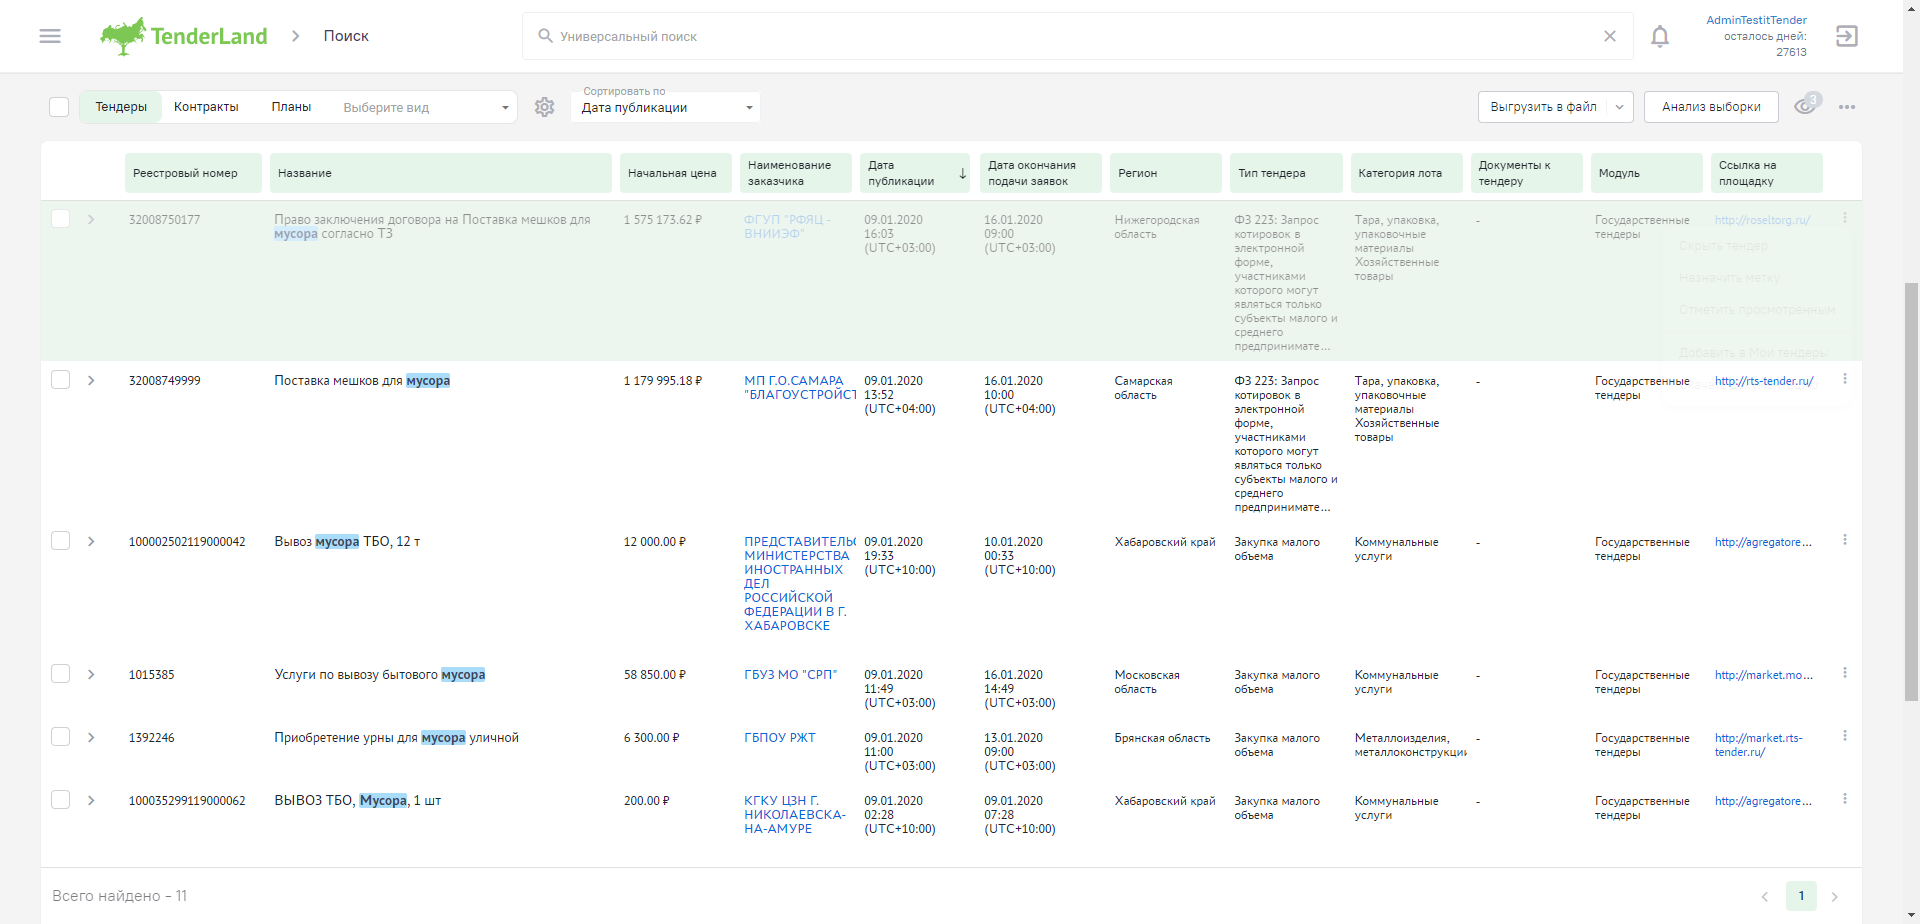 TenderLand
Поиск
Универсальный поиск
AdminTestitTender
осталось дней:
27613
Тендеры
Контракты
Планы
Выберите вид
Сортировать по
Дата публикации
Выгрузить в файл
Анализ выборки
3
Реестровый номер
Название
Начальная цена
Наименование
заказчика
Дата
публикации
Дата окончания
подачи заявок
Регион
Тип тендера
Категория лота
Документы к
тендеру
Модуль
Ссылка на
площадку
32008750177
Право заключения договора на Поставка мешков для
мусора согласно ТЗ
1 575 173.62 ₽
ФГУП "РФЯЦ -
ВНИИЭФ"
09.01.2020
16:03
(UTC+03:00)
16.01.2020
09:00
(UTC+03:00)
Нижегородская
область
ФЗ 223: Запрос
котировок в
электронной
форме,
участниками
которого могут
являться только
субъекты малого и
среднего
предпринимате...
Тара, упаковка,
упаковочные
материалы
Хозяйственные
товары
-
Государственные
тендеры
http://roseltorg.ru/
Скрыть тендер
Назначить метку
Отметить просмотренным
Добавить в Мои тендеры
32008749999
Поставка мешков для мусора
1 179 995.18 ₽
МП Г.О.САМАРА
"БЛАГОУСТРОЙСТ
09.01.2020
13:52
(UTC+04:00)
16.01.2020
10:00
(UTC+04:00)
Самарская
область
ФЗ 223: Запрос
котировок в
электронной
форме,
участниками
которого могут
являться только
субъекты малого и
среднего
предпринимате...
Тара, упаковка,
упаковочные
материалы
Хозяйственные
товары
-
Государственные
тендеры
http://rts-tender.ru/
100002502119000042
Вывоз мусора ТБО, 12 т
12 000.00 ₽
ПРЕДСТАВИТЕЛЬС
МИНИСТЕРСТВА
ИНОСТРАННЫХ
ДЕЛ
РОССИЙСКОЙ
ФЕДЕРАЦИИ В Г.
ХАБАРОВСКЕ
09.01.2020
19:33
(UTC+10:00)
10.01.2020
00:33
(UTC+10:00)
Хабаровский край
Закупка малого
объема
Коммунальные
услуги
-
Государственные
тендеры
http://agregatore...
1015385
Услуги по вывозу бытового мусора
58 850.00 ₽
ГБУЗ МО "СРП"
09.01.2020
11:49
(UTC+03:00)
16.01.2020
14:49
(UTC+03:00)
Московская
область
Закупка малого
объема
Коммунальные
услуги
-
Государственные
тендеры
http://market.mo...
1392246
Приобретение урны для мусора уличной
6 300.00 ₽
ГБПОУ РЖТ
09.01.2020
11:00
(UTC+03:00)
13.01.2020
09:00
(UTC+03:00)
Брянская область
Закупка малого
объема
Металлоизделия,
металлоконструкции
-
Государственные
тендеры
http://market.rts-
tender.ru/
100035299119000062
ВЫВОЗ ТБО, Мусора, 1 шт
200.00 ₽
КГКУ ЦЗН Г.
НИКОЛАЕВСКА-
НА-АМУРЕ
09.01.2020
02:28
(UTC+10:00)
09.01.2020
07:28
(UTC+10:00)
Хабаровский край
Закупка малого
объема
Коммунальные
услуги
-
Государственные
тендеры
http://agregatore...
Всего найдено - 11
1